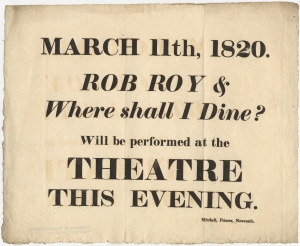 MARCH 11th, 1820.
ROB ROY &
Where shall I Dine?
Will be performed at the
THEATRE
THIS EVENING.
Mitchell, Printer, Newcastle.